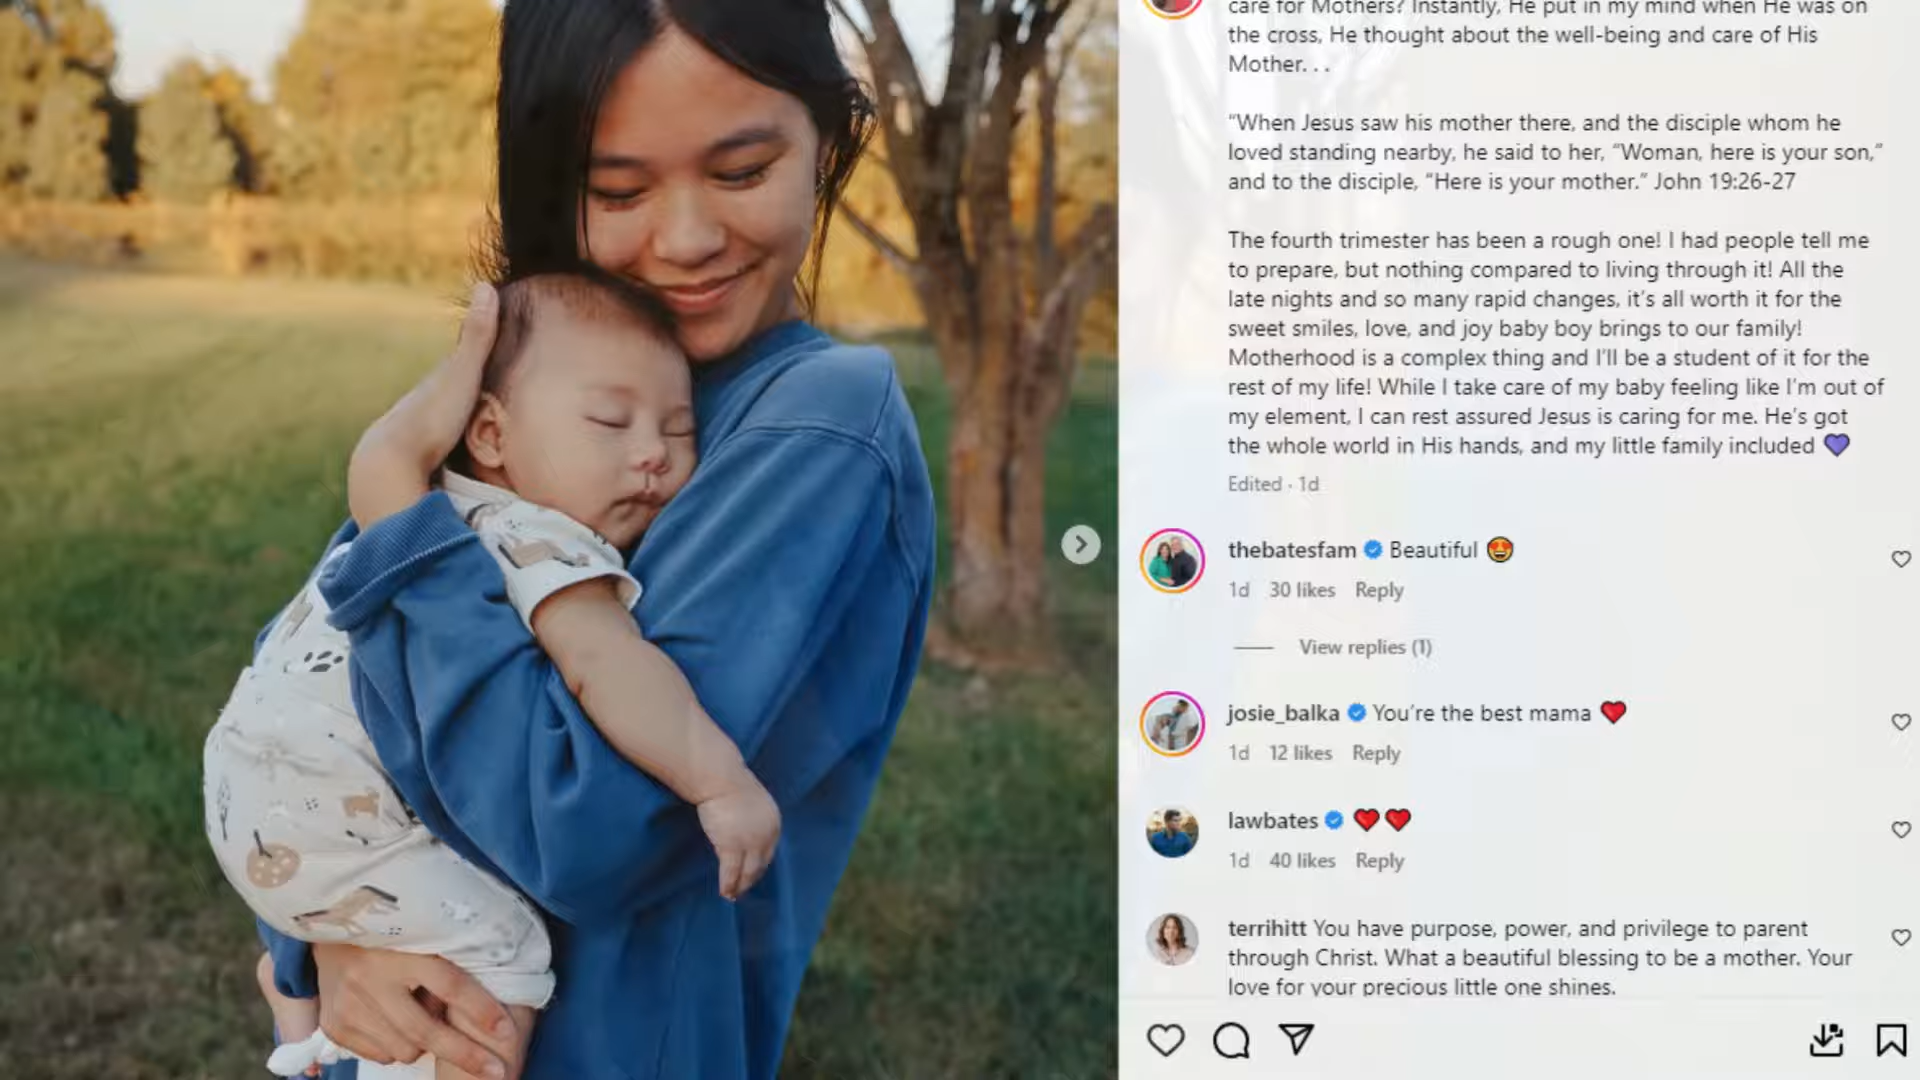 care for Mothers? Instantly, He put in my mind when He was on
the cross, He thought about the well-being and care of His
Mother. . .
“When Jesus saw his mother there, and the disciple whom he
loved standing nearby, he said to her, “Woman, here is your son,”
and to the disciple, “Here is your mother.” John 19:26-27
The fourth trimester has been a rough one! I had people tell me
to prepare, but nothing compared to living through it! All the
late nights and so many rapid changes, it’s all worth it for the
sweet smiles, love, and joy baby boy brings to our family!
Motherhood is a complex thing and I’ll be a student of it for the
rest of my life! While I take care of my baby feeling like I’m out of
my element, I can rest assured Jesus is caring for me. He’s got
the whole world in His hands, and my little family included 💜
Edited · 1d
thebatesfam Beautiful 😍
1d 30 likes Reply
View replies (1)
josie_balka You’re the best mama ❤️
1d 12 likes Reply
lawbates ❤️❤️
1d 40 likes Reply
terrihitt You have purpose, power, and privilege to parent
through Christ. What a beautiful blessing to be a mother. Your
love for your precious little one shines.